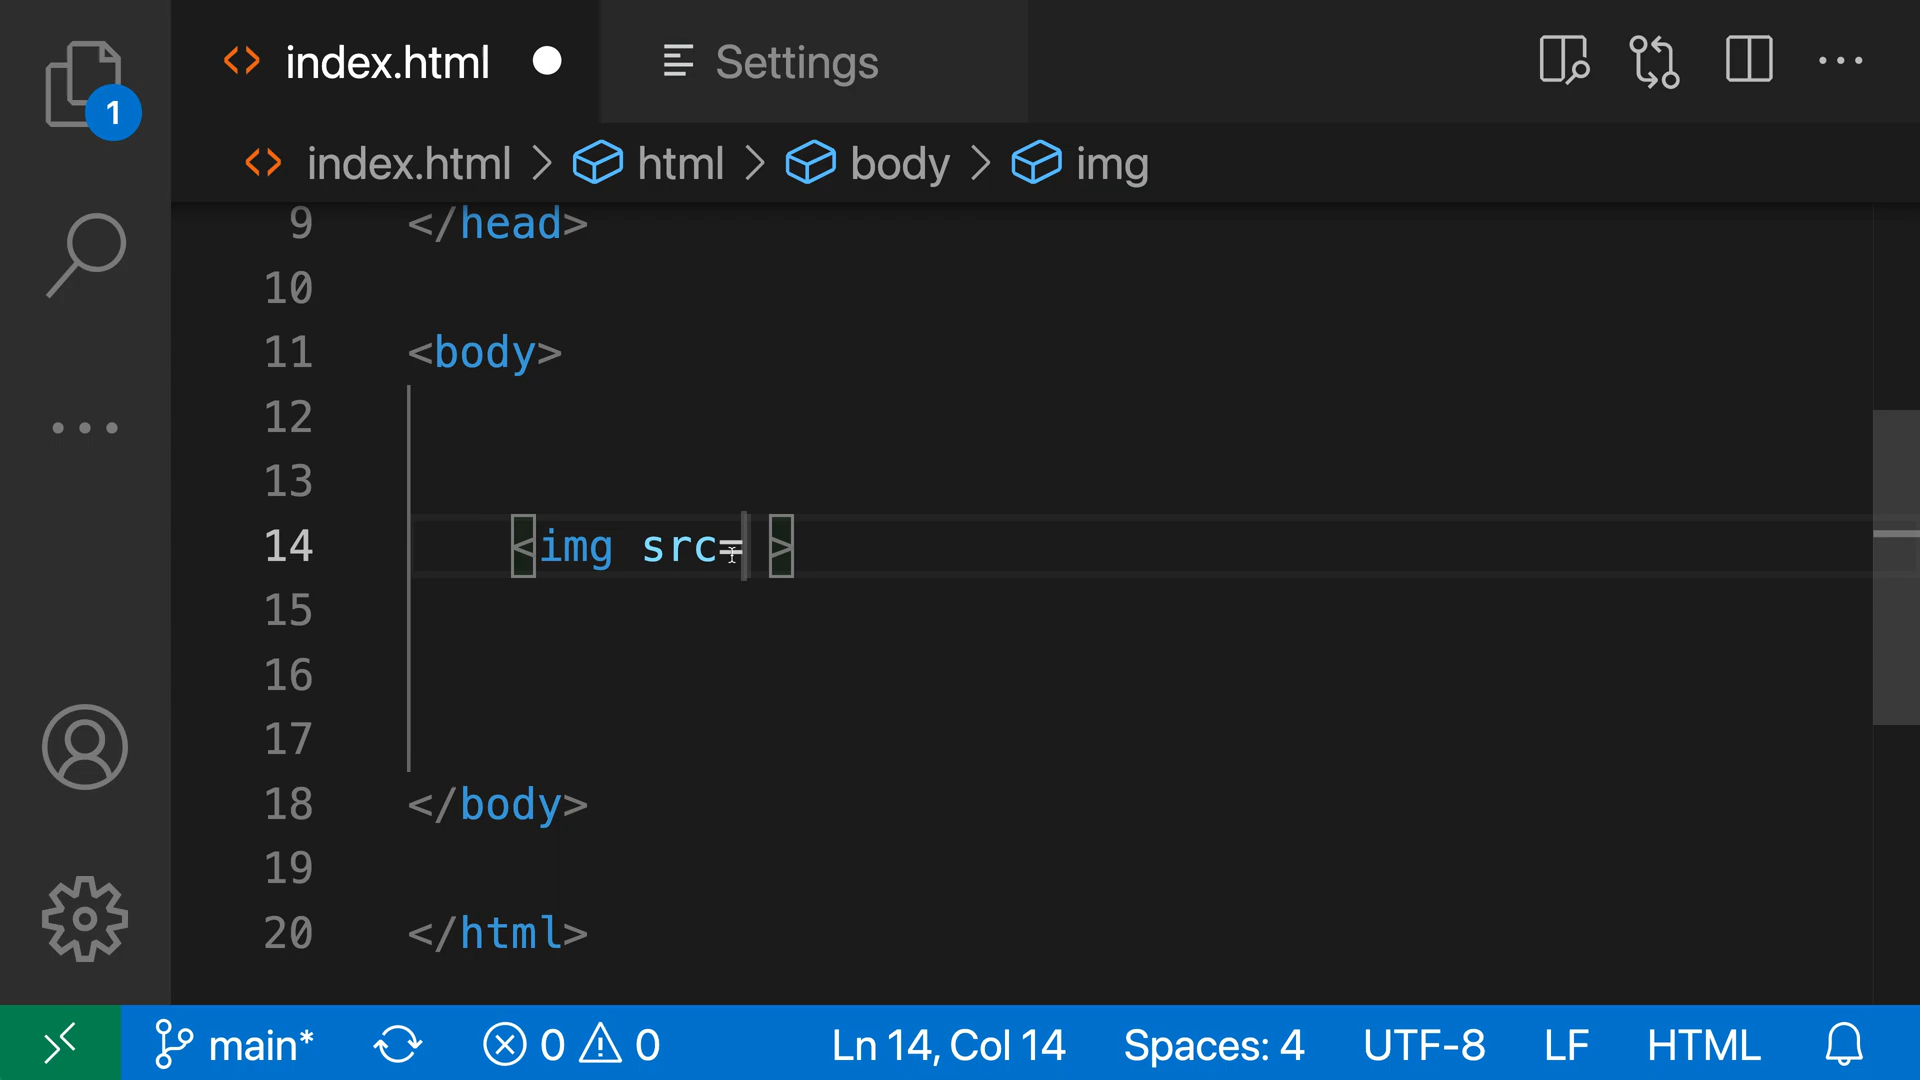 index.html Settings
1
index.html html body img
9 </head>
10
11 <body>
12
13
14 <img src= >
15
16
17
18 </body>
19
20 </html>
main* 0 0 Ln 14, Col 14 Spaces: 4 UTF-8 LF HTML